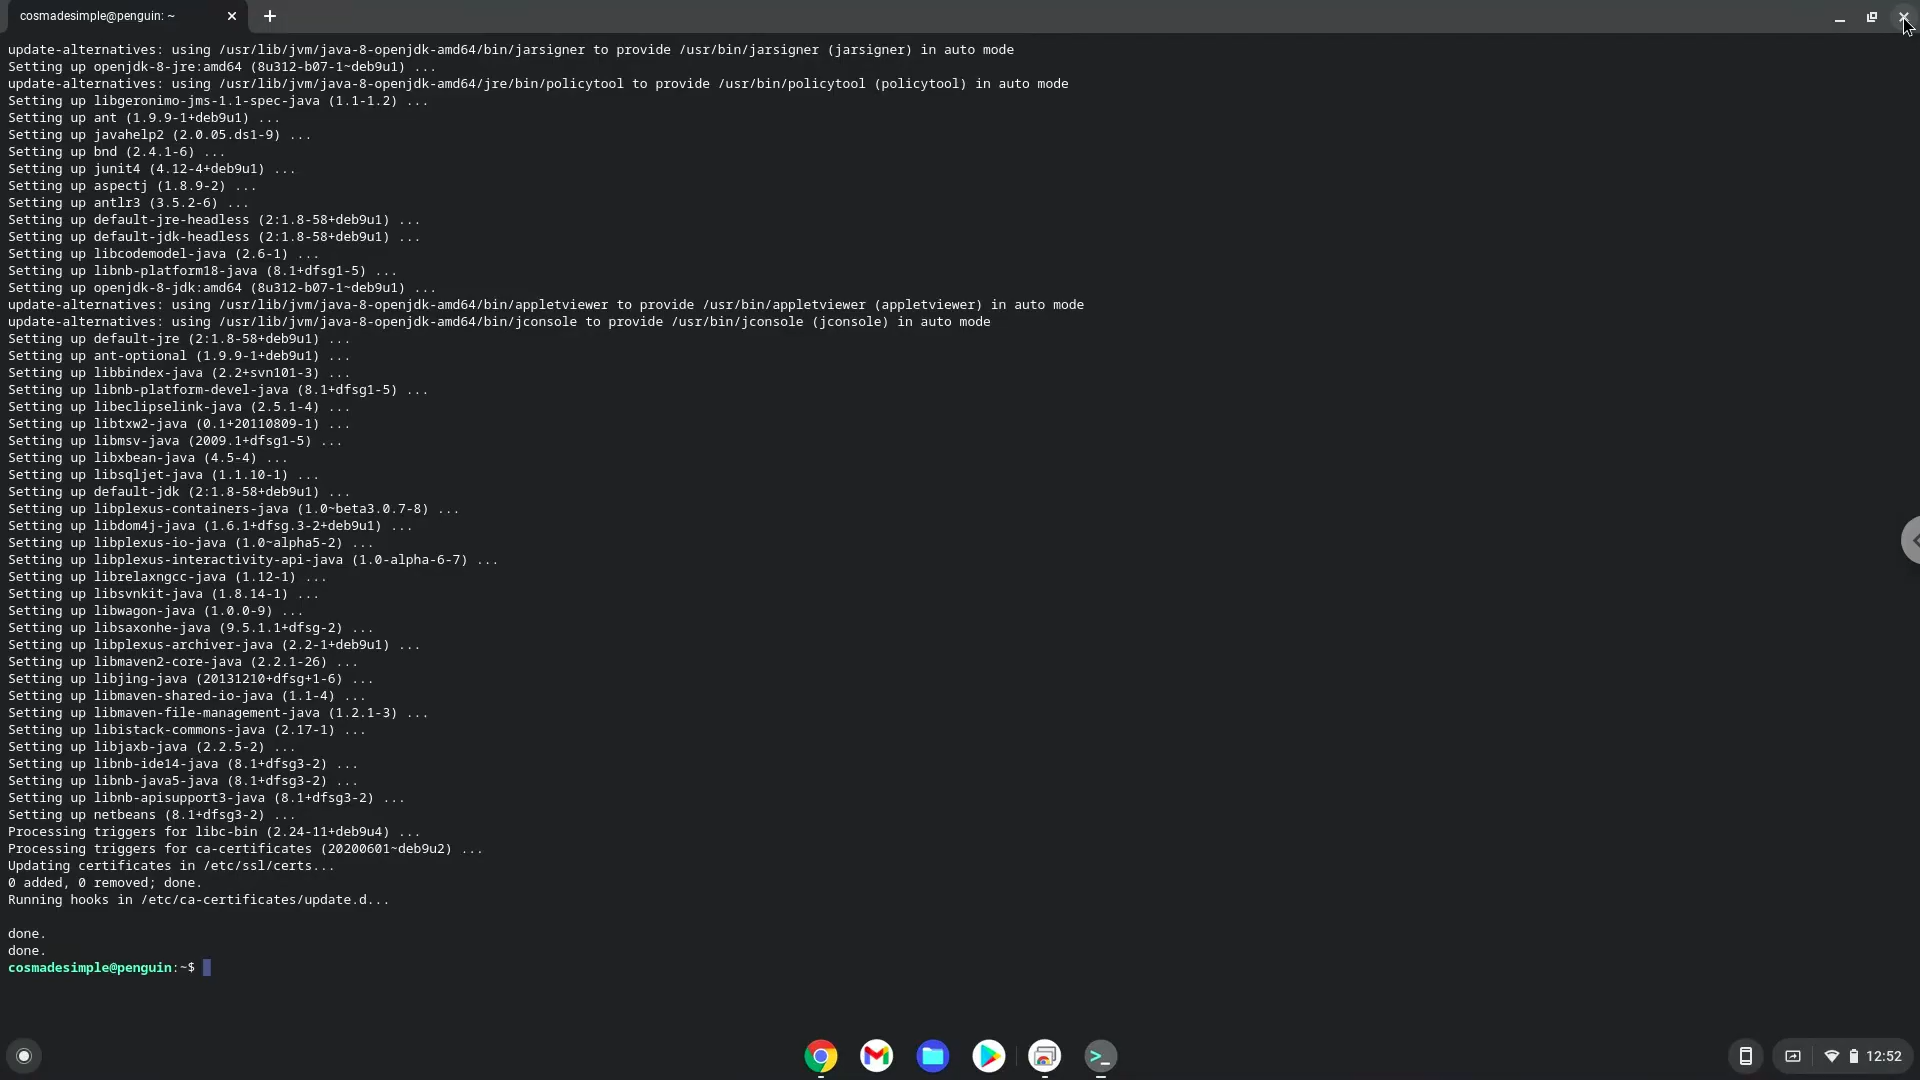 cosmadesimple@penguin: ~
update-alternatives: using /usr/lib/jvm/java-8-openjdk-amd64/bin/jarsigner to provide /usr/bin/jarsigner (jarsigner) in auto mode
Setting up openjdk-8-jre:amd64 (8u312-b07-1~deb9u1) ...
update-alternatives: using /usr/lib/jvm/java-8-openjdk-amd64/jre/bin/policytool to provide /usr/bin/policytool (policytool) in auto mode
Setting up libgeronimo-jms-1.1-spec-java (1.1-1.2) ...
Setting up ant (1.9.9-1+deb9u1) ...
Setting up javahelp2 (2.0.05.ds1-9) ...
Setting up bnd (2.4.1-6) ...
Setting up junit4 (4.12-4+deb9u1) ...
Setting up aspectj (1.8.9-2) ...
Setting up antlr3 (3.5.2-6) ...
Setting up default-jre-headless (2:1.8-58+deb9u1) ...
Setting up default-jdk-headless (2:1.8-58+deb9u1) ...
Setting up libcodemodel-java (2.6-1) ...
Setting up libnb-platform18-java (8.1+dfsg1-5) ...
Setting up openjdk-8-jdk:amd64 (8u312-b07-1~deb9u1) ...
update-alternatives: using /usr/lib/jvm/java-8-openjdk-amd64/bin/appletviewer to provide /usr/bin/appletviewer (appletviewer) in auto mode
update-alternatives: using /usr/lib/jvm/java-8-openjdk-amd64/bin/jconsole to provide /usr/bin/jconsole (jconsole) in auto mode
Setting up default-jre (2:1.8-58+deb9u1) ...
Setting up ant-optional (1.9.9-1+deb9u1) ...
Setting up libbindex-java (2.2+svn101-3) ...
Setting up libnb-platform-devel-java (8.1+dfsg1-5) ...
Setting up libeclipselink-java (2.5.1-4) ...
Setting up libtxw2-java (0.1+20110809-1) ...
Setting up libmsv-java (2009.1+dfsg1-5) ...
Setting up libxbean-java (4.5-4) ...
Setting up libsqljet-java (1.1.10-1) ...
Setting up default-jdk (2:1.8-58+deb9u1) ...
Setting up libplexus-containers-java (1.0~beta3.0.7-8) ...
Setting up libdom4j-java (1.6.1+dfsg.3-2+deb9u1) ...
Setting up libplexus-io-java (1.0~alpha5-2) ...
Setting up libplexus-interactivity-api-java (1.0-alpha-6-7) ...
Setting up librelaxngcc-java (1.12-1) ...
Setting up libsvnkit-java (1.8.14-1) ...
Setting up libwagon-java (1.0.0-9) ...
Setting up libsaxonhe-java (9.5.1.1+dfsg-2) ...
Setting up libplexus-archiver-java (2.2-1+deb9u1) ...
Setting up libmaven2-core-java (2.2.1-26) ...
Setting up libjing-java (20131210+dfsg+1-6) ...
Setting up libmaven-shared-io-java (1.1-4) ...
Setting up libmaven-file-management-java (1.2.1-3) ...
Setting up libistack-commons-java (2.17-1) ...
Setting up libjaxb-java (2.2.5-2) ...
Setting up libnb-ide14-java (8.1+dfsg3-2) ...
Setting up libnb-java5-java (8.1+dfsg3-2) ...
Setting up libnb-apisupport3-java (8.1+dfsg3-2) ...
Setting up netbeans (8.1+dfsg3-2) ...
Processing triggers for libc-bin (2.24-11+deb9u4) ...
Processing triggers for ca-certificates (20200601~deb9u2) ...
Updating certificates in /etc/ssl/certs...
0 added, 0 removed; done.
Running hooks in /etc/ca-certificates/update.d...
done.
done.
cosmadesimple@penguin:~$
12:52